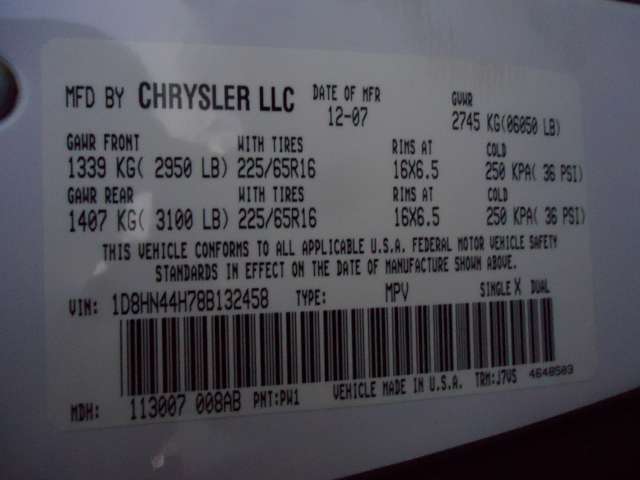 MFD BY CHRYSLER LLC DATE OF MFR GVWR
12-07 2745 KG(06050 LB)
GAWR FRONT WITH TIRES RIMS AT COLD
1339 KG( 2950 LB) 225/65R16 16X6.5 250 KPA( 36 PSI)
GAWR REAR WITH TIRES RIMS AT COLD
1407 KG( 3100 LB) 225/65R16 16X6.5 250 KPA( 36 PSI)
THIS VEHICLE CONFORMS TO ALL APPLICABLE U.S.A. FEDERAL MOTOR VEHICLE SAFETY
STANDARDS IN EFFECT ON THE DATE OF MANUFACTURE SHOWN ABOVE.
VIN: 1D8HN44H78B132458 TYPE: MPV SINGLE X DUAL
MDH: 113007 008AB PNT:PW1 VEHICLE MADE IN U.S.A. TRM:J7VS 4648503